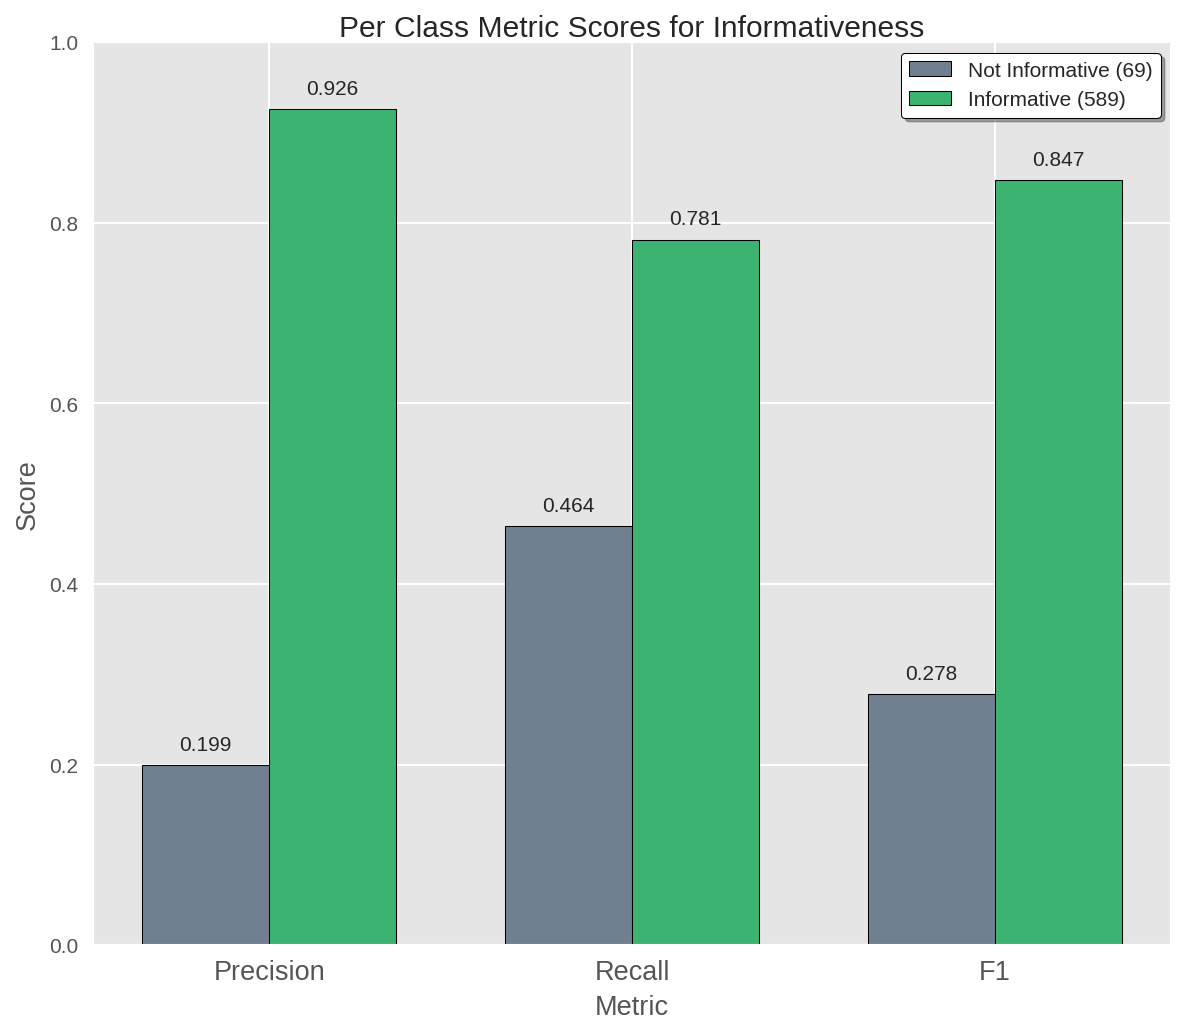 Per Class Metric Scores for Informativeness
Not Informative (69)
Informative (589)
Score
1.0
0.8
0.6
0.4
0.2
0.0
0.199
0.926
0.464
0.781
0.278
0.847
Precision
Recall
F1
Metric